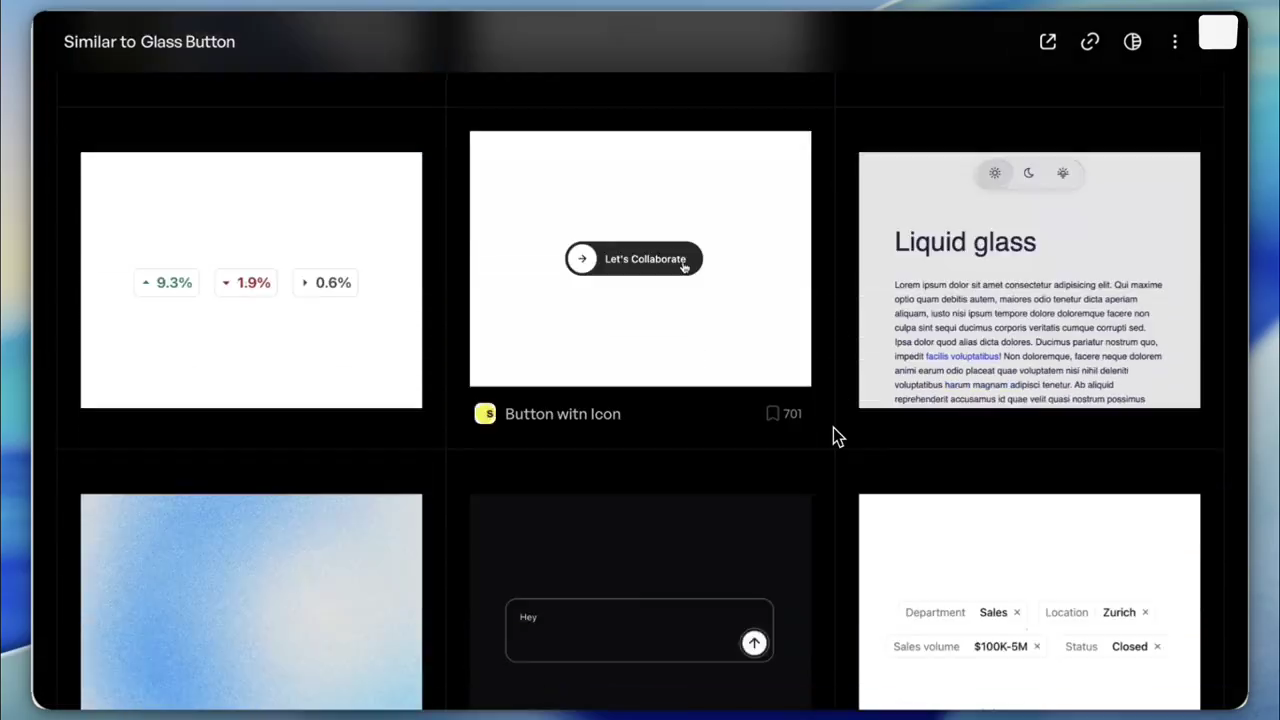 Similar to Glass Button
9.3%
1.9%
0.6%
Let's Collaborate
Liquid glass
Lorem ipsum dolor sit amet consectetur adipisicing elit. Qui maxime
optio quam debitis autem, maiores odio tenetur dicta aperiam
aliquam, iusto nisi ipsum tempore dolore doloremque facere non
culpa sint sequi ducimus corporis veritatis cumque corrupti sed.
Ipsa dolor quod alias dicta dolores. Ducimus pariatur nostrum quo,
impedit facilis voluptatibus! Non doloremque, facere neque dolorem
animi earum odio placeat quae voluptatem nisi nihil deleniti
voluptatibus harum magnam adipisci tenetur. Ab aliquid
reprehenderit accusamus id quae velit quasi nostrum possimus
S Button witn Icon 701
Hey
Department Sales × Location Zurich ×
Sales volume $100K-5M × Status Closed ×